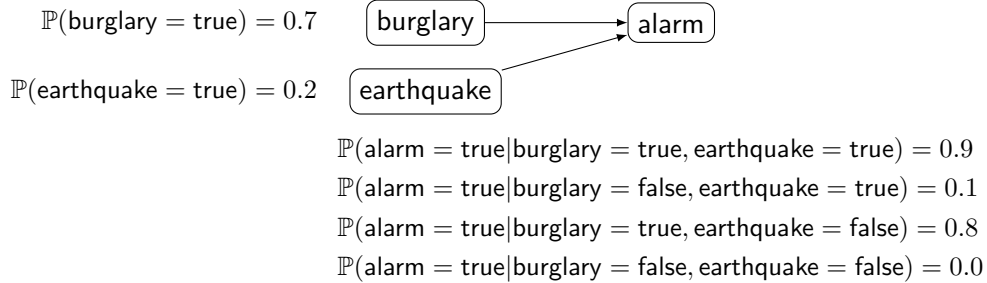 ℙ(burglary = true) = 0.7 burglary alarm
ℙ(earthquake = true) = 0.2 earthquake
ℙ(alarm = true|burglary = true, earthquake = true) = 0.9
ℙ(alarm = true|burglary = false, earthquake = true) = 0.1
ℙ(alarm = true|burglary = true, earthquake = false) = 0.8
ℙ(alarm = true|burglary = false, earthquake = false) = 0.0